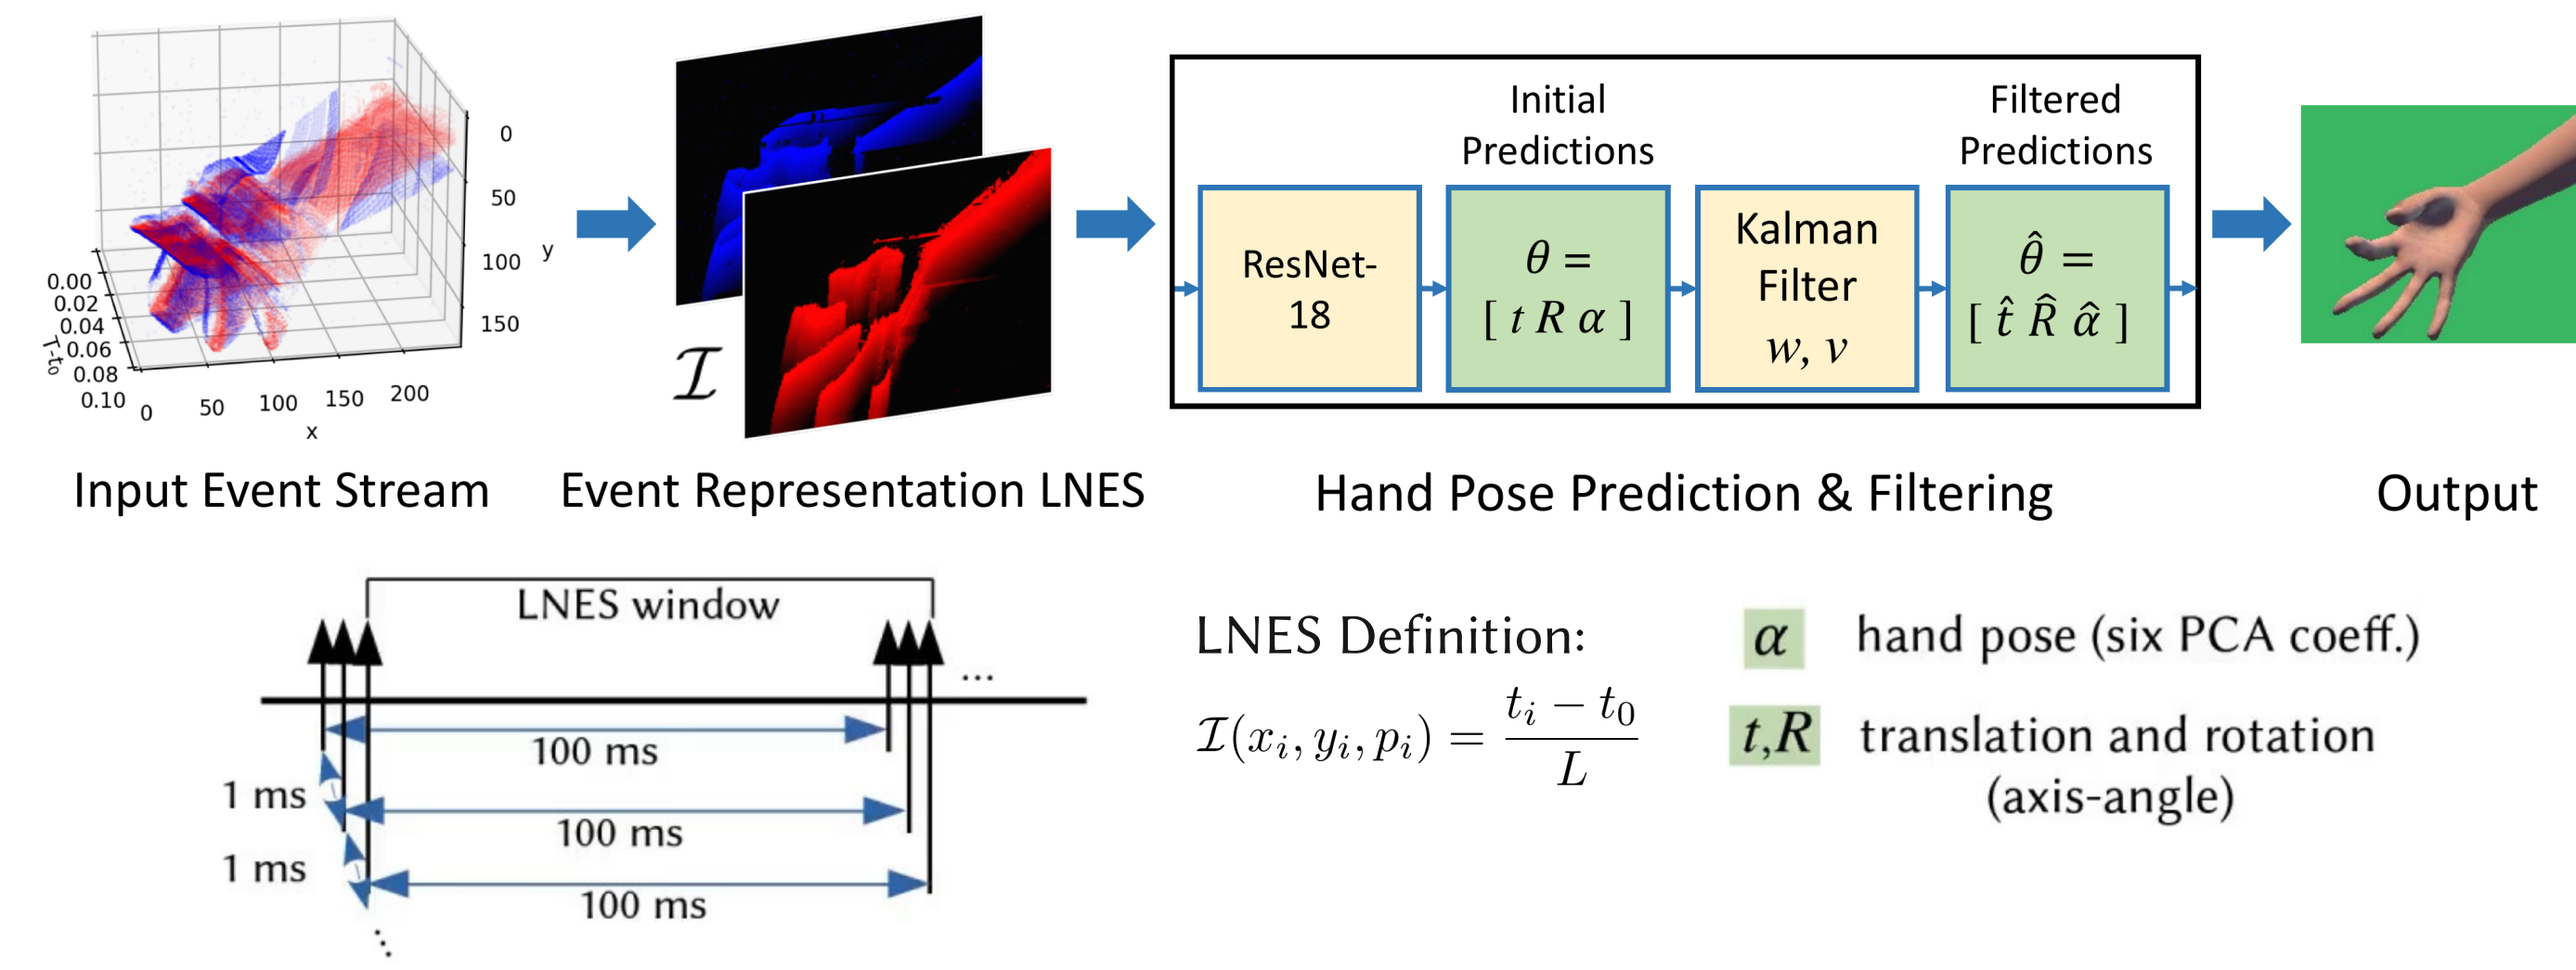 0
50
100
y
150
0.00
0.02
0.04
0.06
0.08
0.10
T-t₀
0
50
100
150
200
x
Input Event Stream
ℐ
Event Representation LNES
Initial
Predictions
Filtered
Predictions
ResNet-
18
θ =
[ t R α ]
Kalman
Filter
w, v
θ̂ =
[ t̂ R̂ α̂ ]
Hand Pose Prediction & Filtering
Output
LNES window
...
100 ms
1 ms
100 ms
1 ms
100 ms
⋱
LNES Definition:
ℐ(xᵢ, yᵢ, pᵢ) = (tᵢ − t₀) / L
α hand pose (six PCA coeff.)
t,R translation and rotation
(axis-angle)